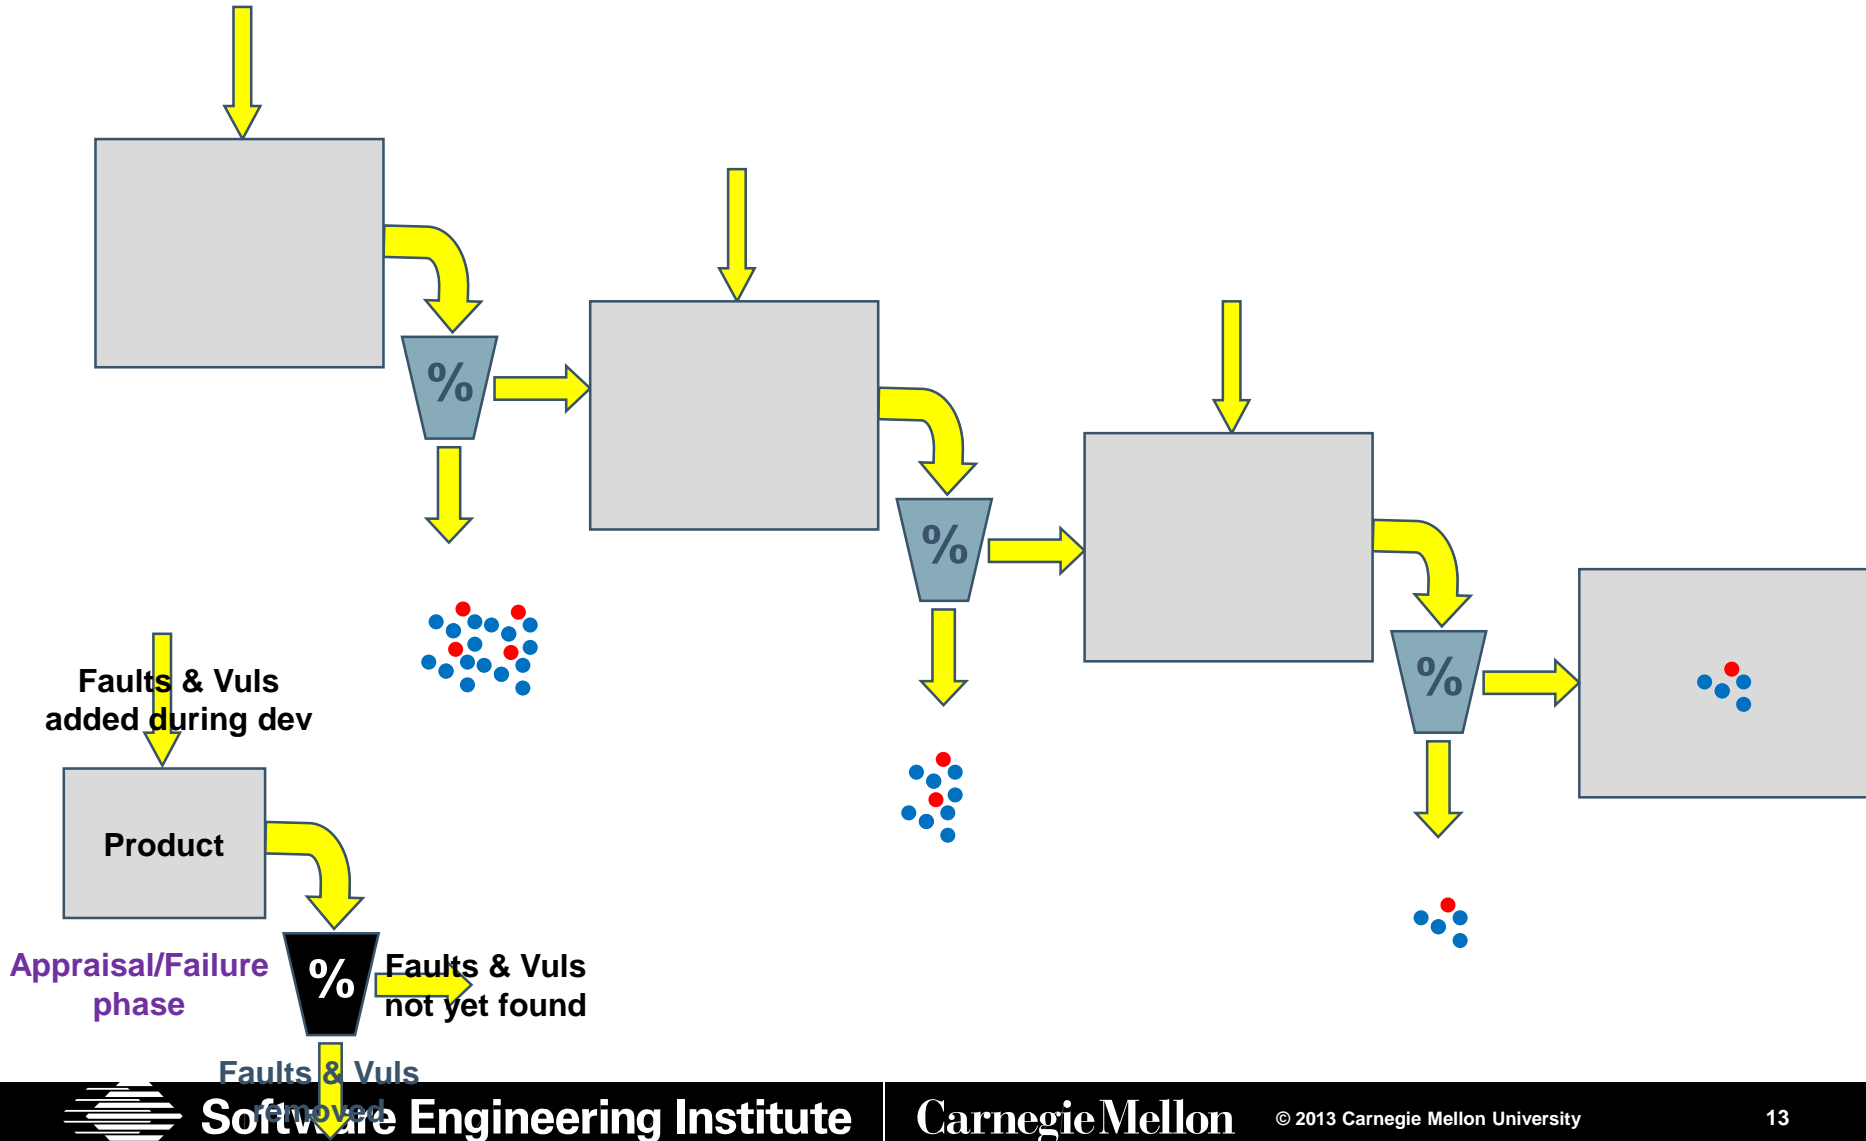 %
%
%
Faults & Vuls
added during dev
Product
Appraisal/Failure
phase
%
Faults & Vuls
not yet found
Faults & Vuls
removed
Software Engineering Institute
Carnegie Mellon
© 2013 Carnegie Mellon University
13